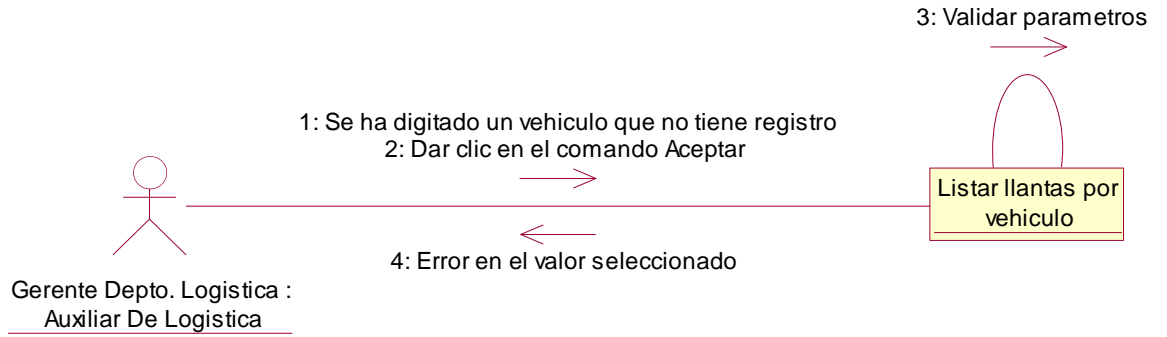 3: Validar parametros
1: Se ha digitado un vehiculo que no tiene registro
2: Dar clic en el comando Aceptar
Listar llantas por
vehiculo
4: Error en el valor seleccionado
Gerente Depto. Logistica :
Auxiliar De Logistica